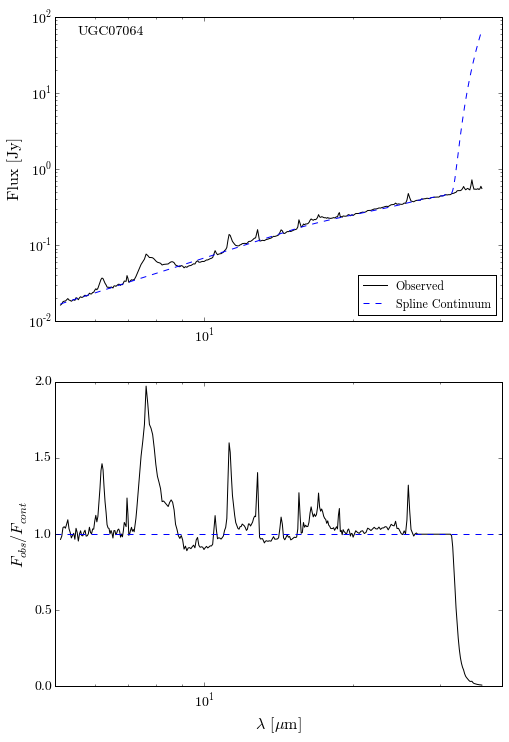 UGC07064
Flux [Jy]
10^2
10^1
10^0
10^-1
10^-2
Observed
Spline Continuum
10^1
F_obs/F_cont
2.0
1.5
1.0
0.5
0.0
10^1
λ [μm]